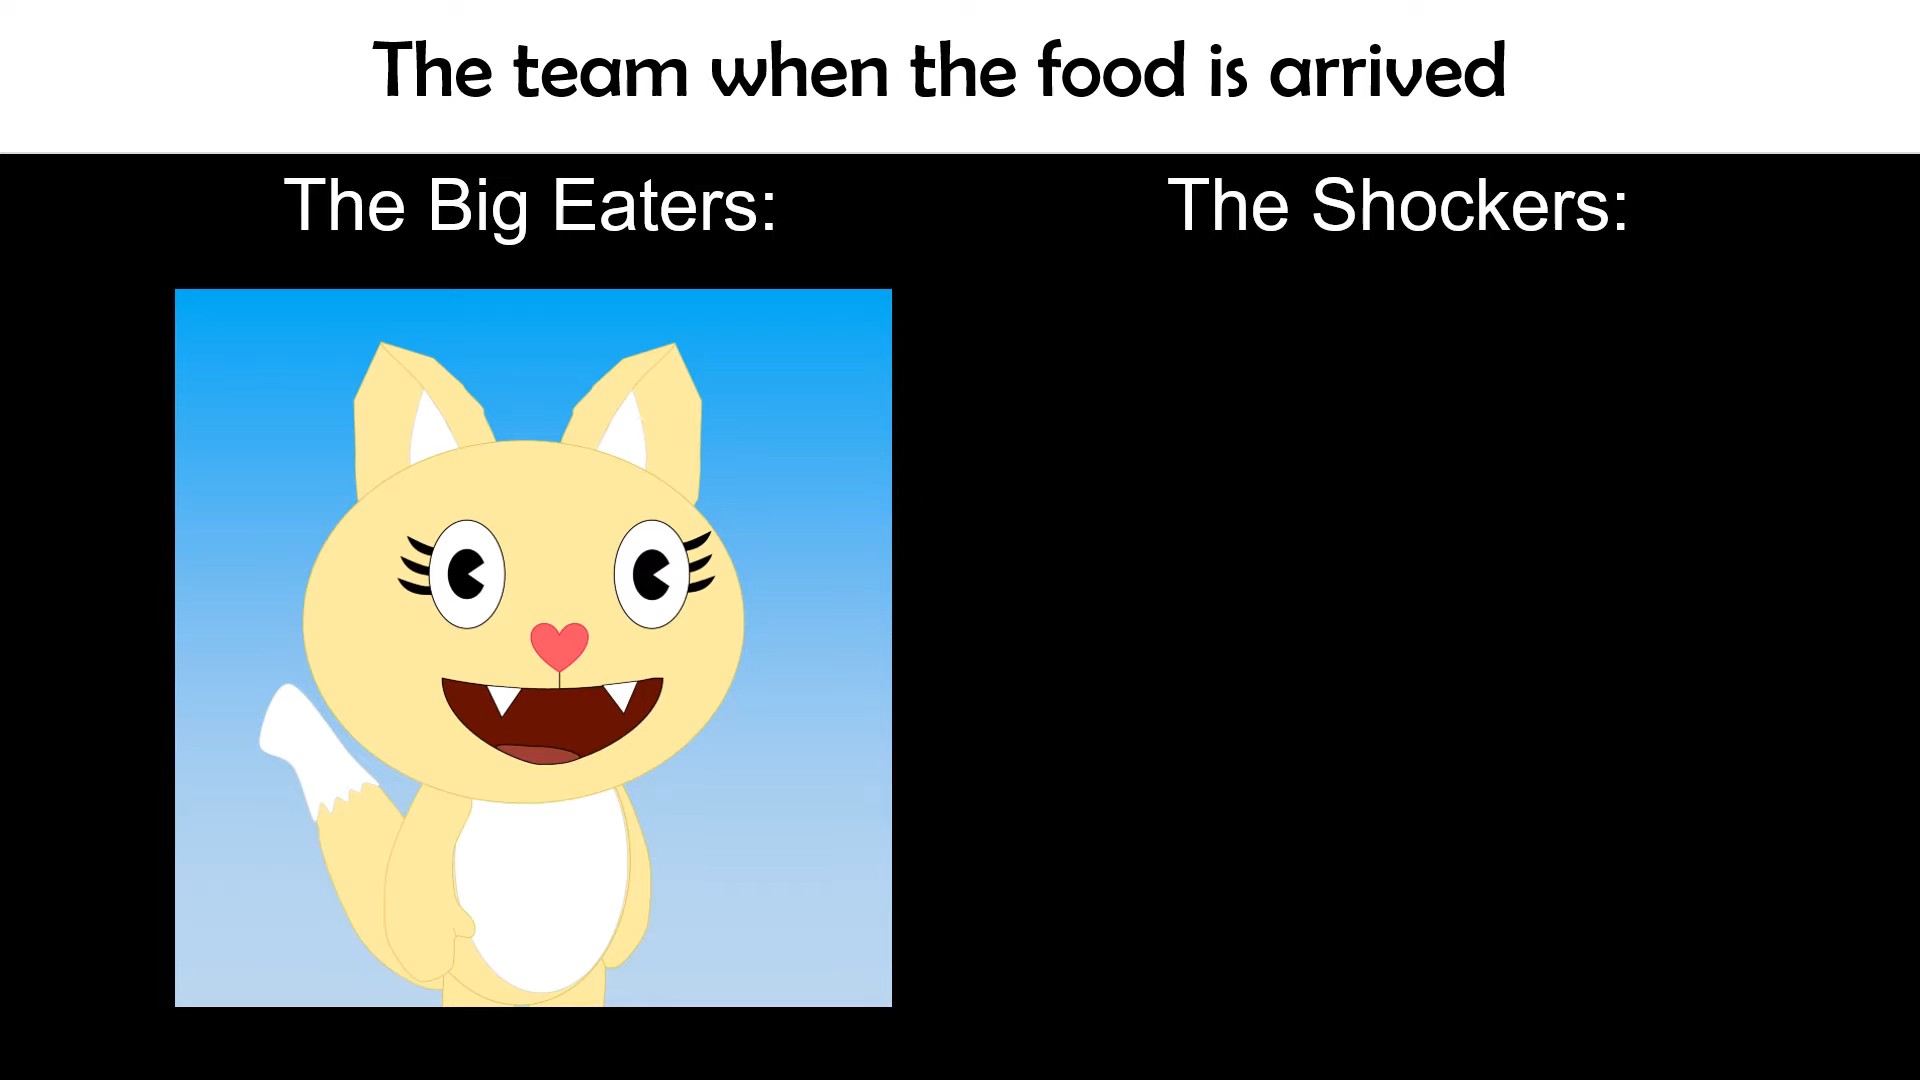 The team when the food is arrived
The Big Eaters:
The Shockers: